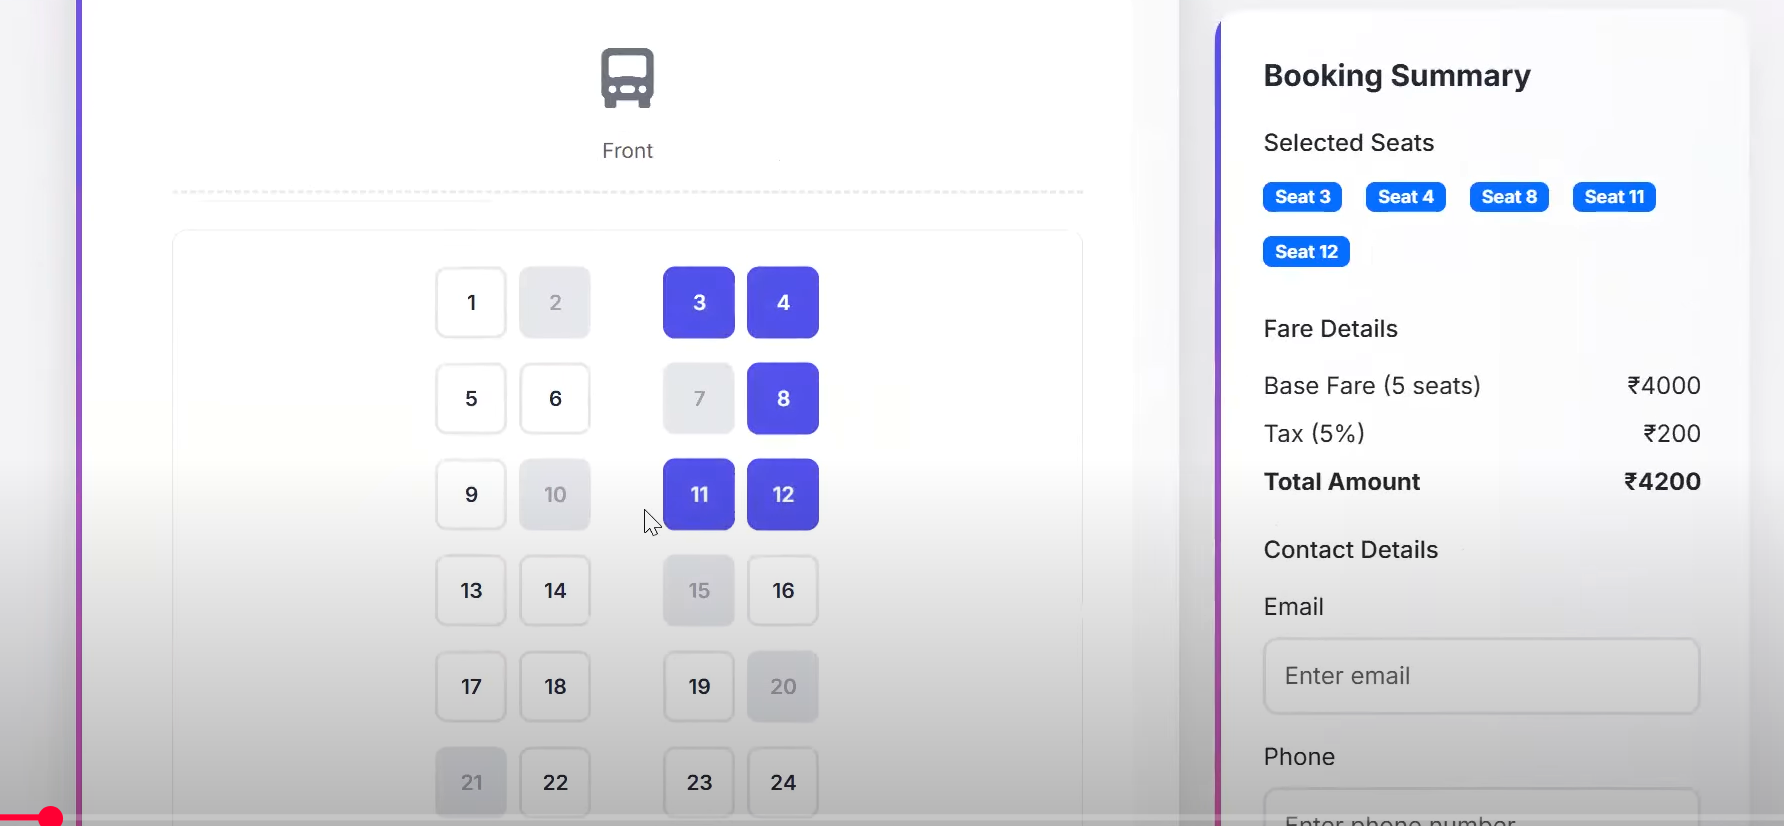 Front
1 2 3 4
5 6 7 8
9 10 11 12
13 14 15 16
17 18 19 20
21 22 23 24
Booking Summary
Selected Seats
Seat 3 Seat 4 Seat 8 Seat 11
Seat 12
Fare Details
Base Fare (5 seats) ₹4000
Tax (5%) ₹200
Total Amount ₹4200
Contact Details
Email
Enter email
Phone
Enter phone number